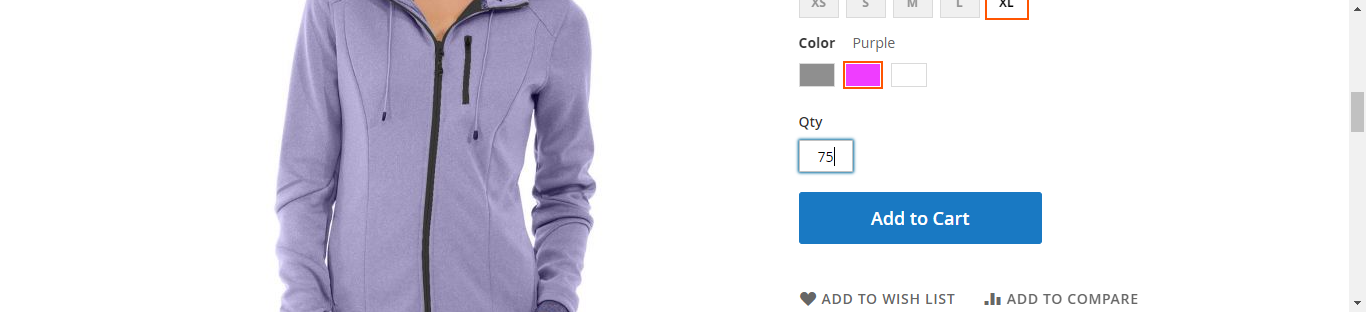 XS S M L XL
Color Purple
Qty
75
Add to Cart
ADD TO WISH LIST ADD TO COMPARE